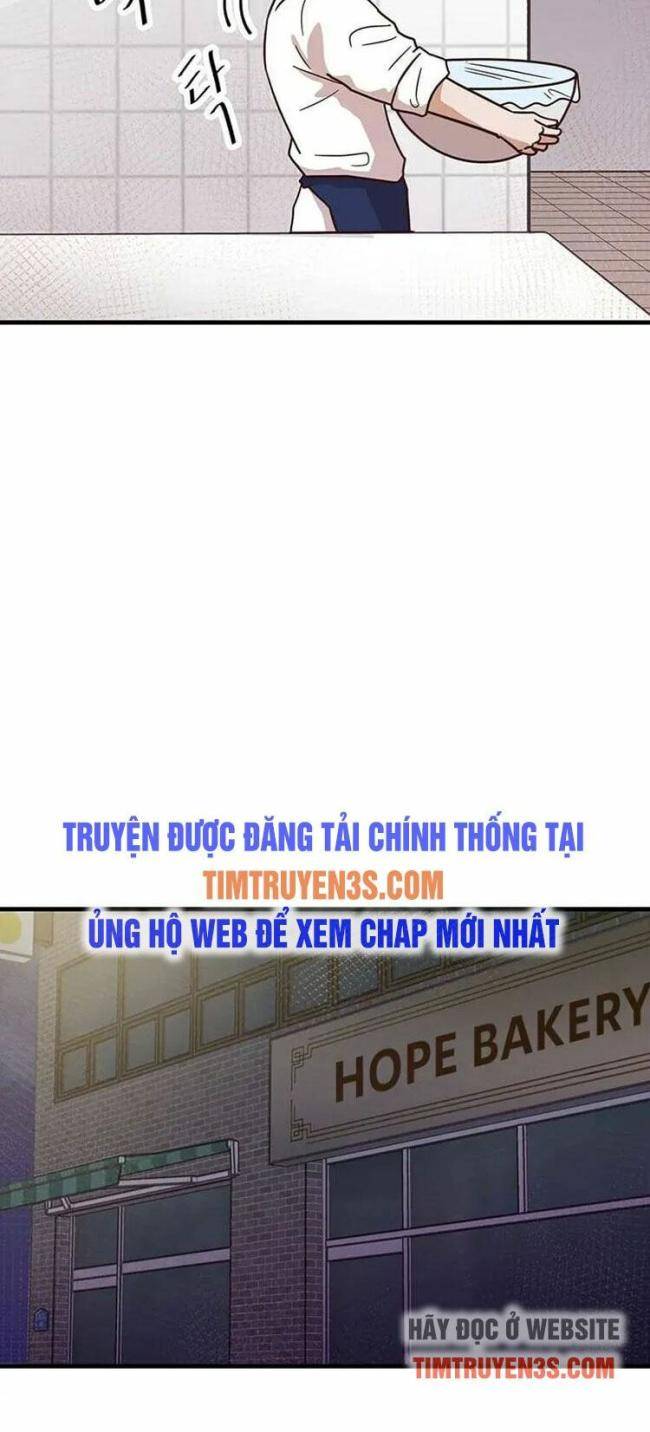 탁
TRUYỆN ĐƯỢC ĐĂNG TẢI CHÍNH THỐNG TẠI
TIMTRUYEN3S.COM
ỦNG HỘ WEB ĐỂ XEM CHAP MỚI NHẤT
HOPE BAKERY
HÃY ĐỌC Ở WEBSITE
TIMTRUYEN3S.COM